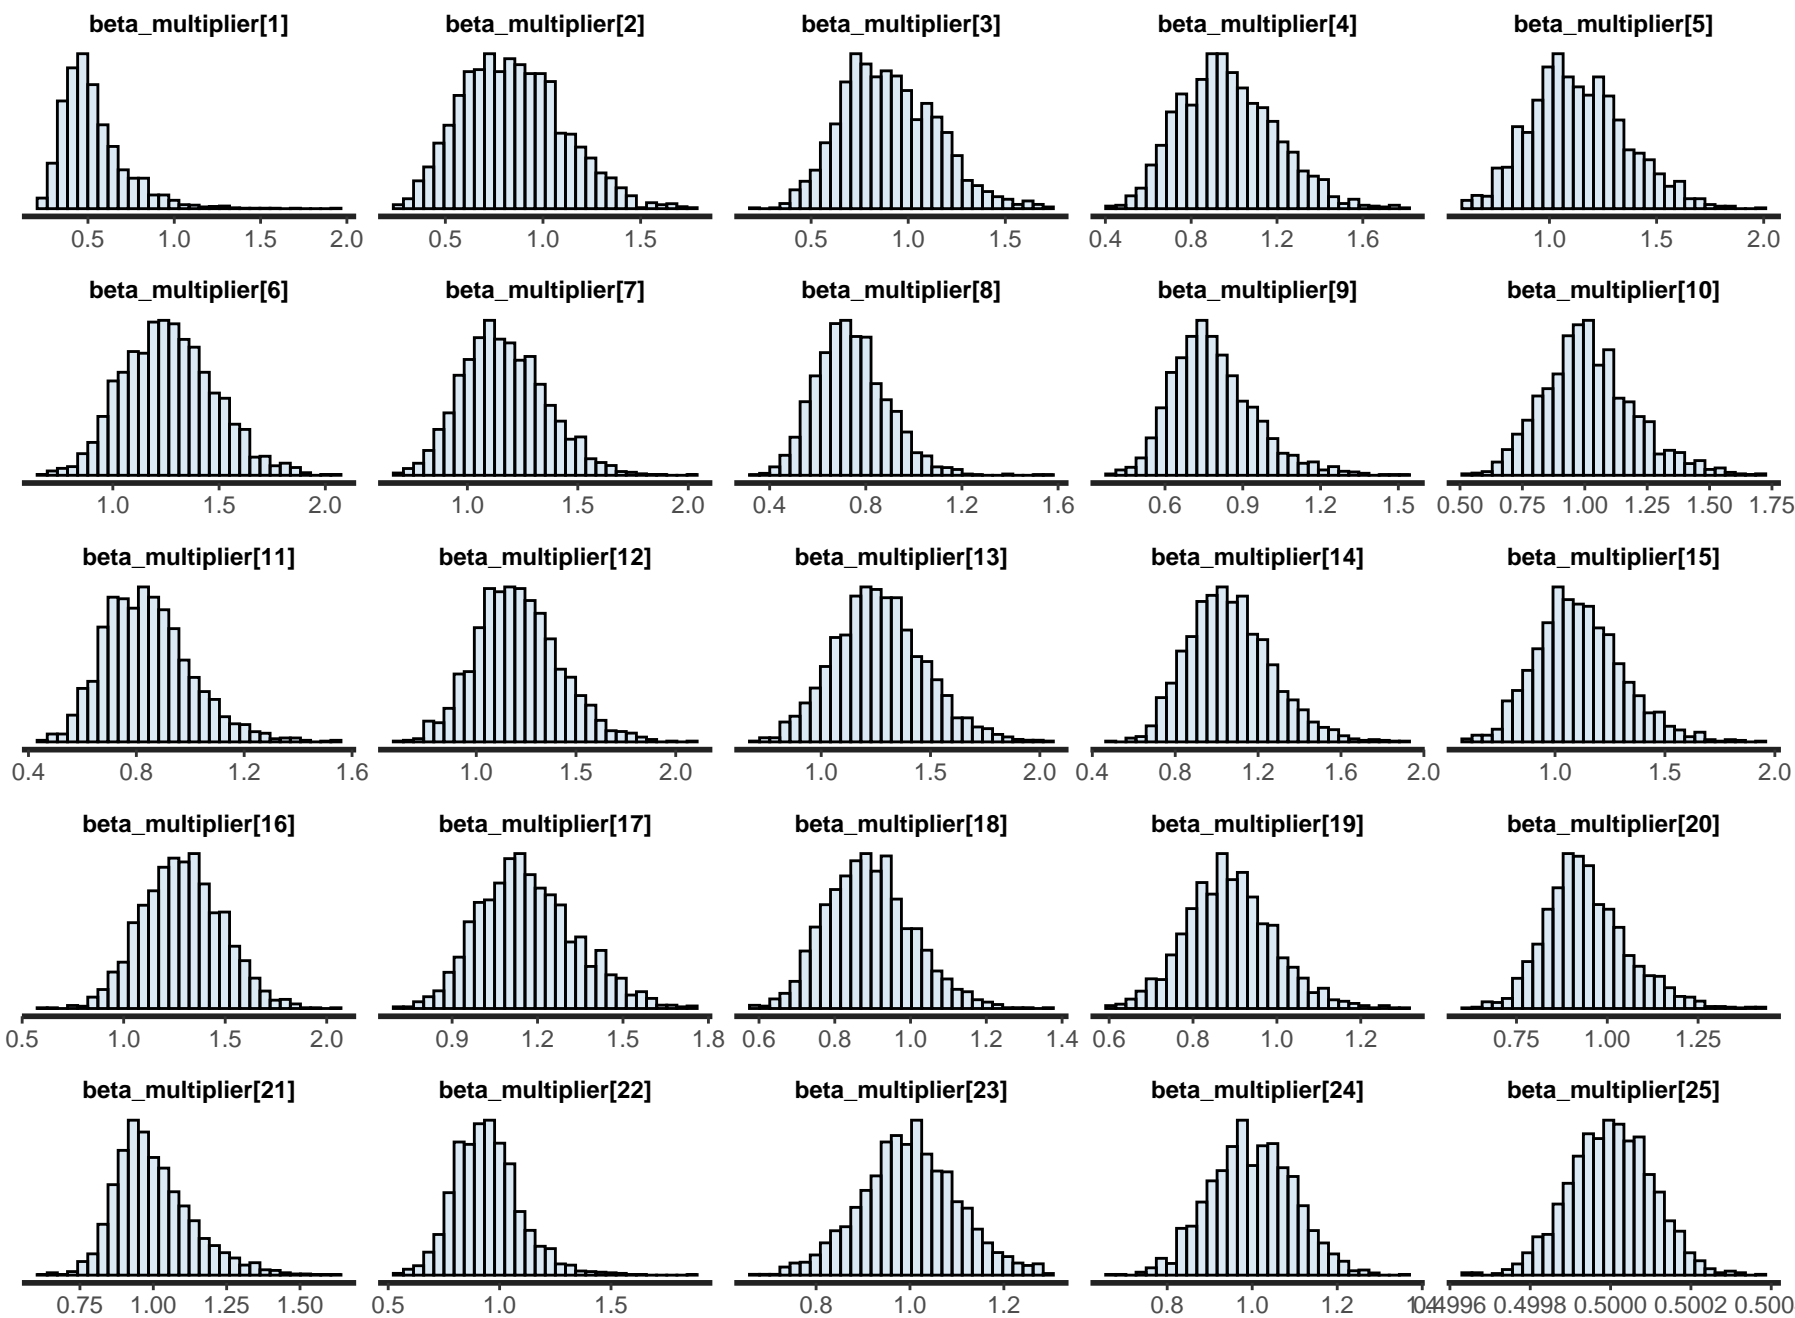 beta_multiplier[1] beta_multiplier[2] beta_multiplier[3] beta_multiplier[4] beta_multiplier[5]
0.5 1.0 1.5 2.0 0.5 1.0 1.5 0.5 1.0 1.5 0.4 0.8 1.2 1.6 1.0 1.5 2.0
beta_multiplier[6] beta_multiplier[7] beta_multiplier[8] beta_multiplier[9] beta_multiplier[10]
1.0 1.5 2.0 1.0 1.5 2.0 0.4 0.8 1.2 1.6 0.6 0.9 1.2 1.5 0.50 0.75 1.00 1.25 1.50 1.75
beta_multiplier[11] beta_multiplier[12] beta_multiplier[13] beta_multiplier[14] beta_multiplier[15]
0.4 0.8 1.2 1.6 1.0 1.5 2.0 1.0 1.5 2.0 0.4 0.8 1.2 1.6 2.0 1.0 1.5 2.0
beta_multiplier[16] beta_multiplier[17] beta_multiplier[18] beta_multiplier[19] beta_multiplier[20]
0.5 1.0 1.5 2.0 0.9 1.2 1.5 1.8 0.6 0.8 1.0 1.2 1.4 0.6 0.8 1.0 1.2 0.75 1.00 1.25
beta_multiplier[21] beta_multiplier[22] beta_multiplier[23] beta_multiplier[24] beta_multiplier[25]
0.75 1.00 1.25 1.50 0.5 1.0 1.5 0.8 1.0 1.2 0.8 1.0 1.2 1.4 0.4996 0.4998 0.5000 0.5002 0.500